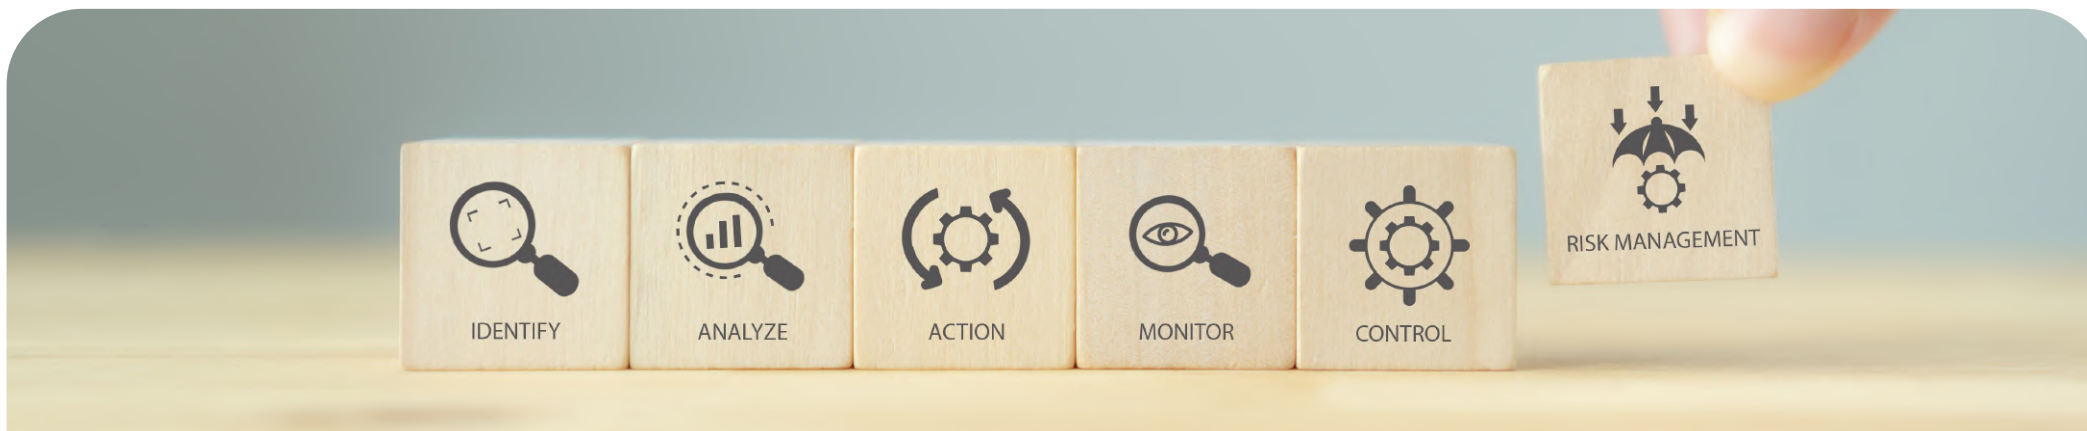 IDENTIFY
ANALYZE
ACTION
MONITOR
CONTROL
RISK MANAGEMENT